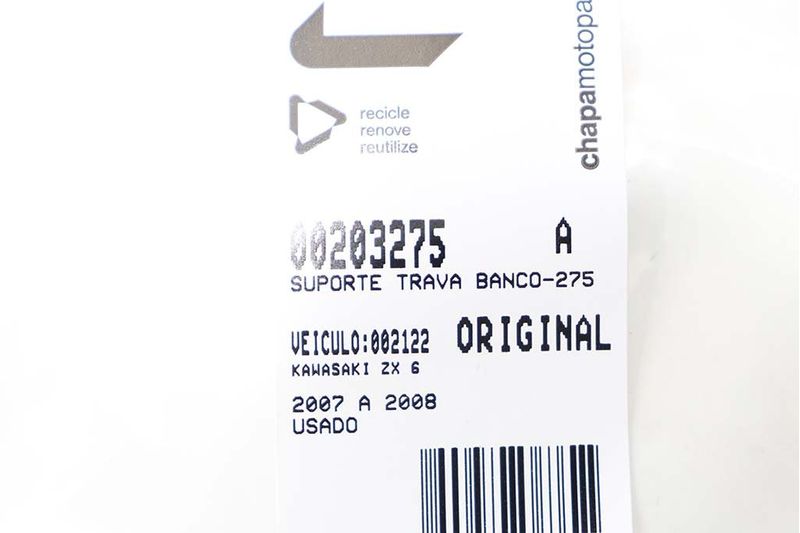 recicle
renove
reutilize
chapamotopa
00203275 A
SUPORTE TRAVA BANCO-275
VEICULO:002122 ORIGINAL
KAWASAKI ZX 6
2007 A 2008
USADO